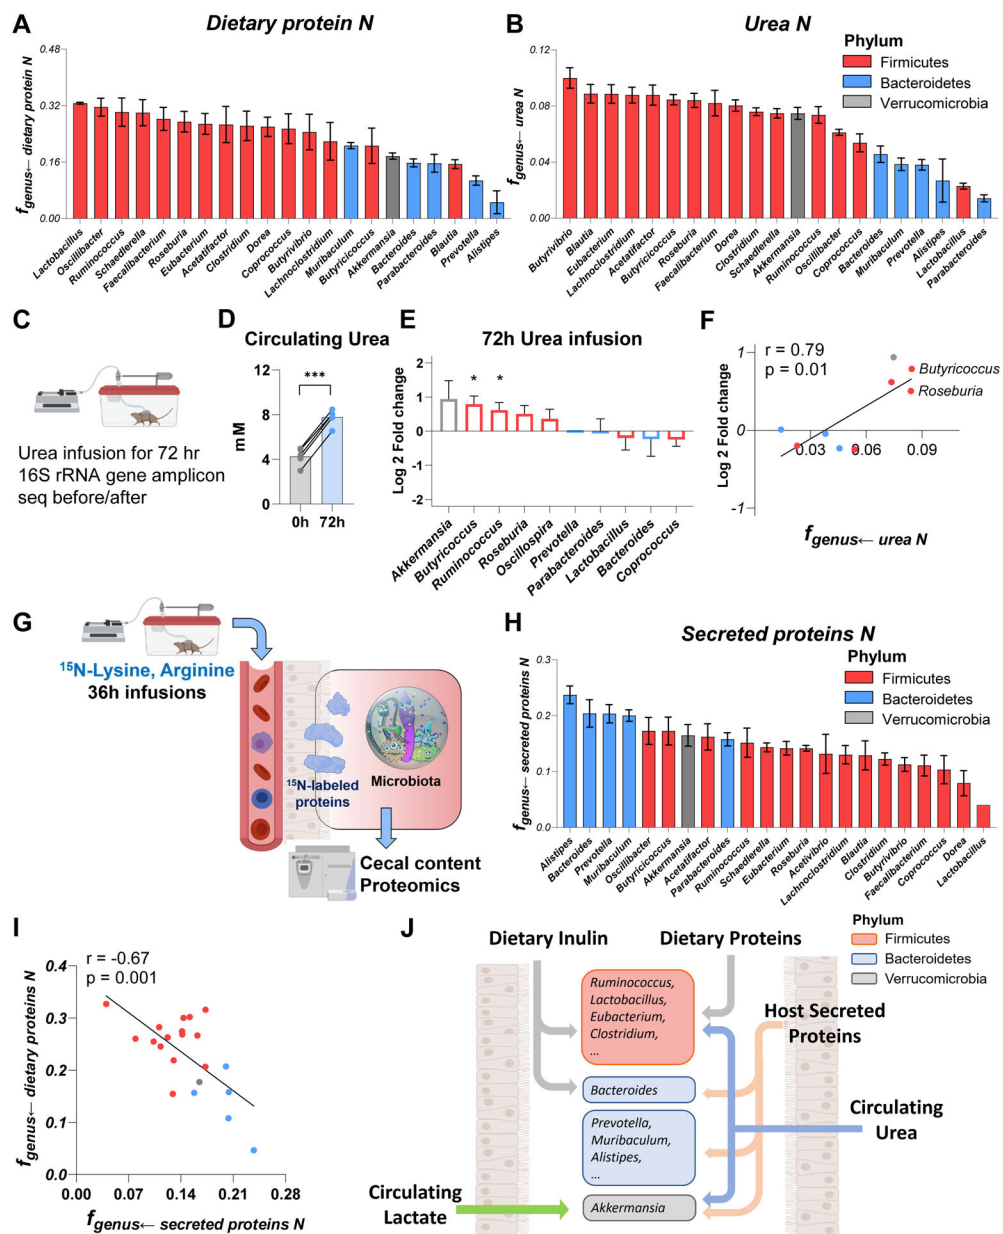 A
Dietary protein N
f genus← dietary protein N
0.48
0.32
0.16
0.00
Lactobacillus
Oscillibacter
Ruminococcus
Schaedlerella
Faecalibacterium
Roseburia
Eubacterium
Acetatifactor
Clostridium
Dorea
Coprococcus
Butyrivibrio
Lachnoclostridium
Muribaculum
Butyricoccus
Akkermansia
Bacteroides
Parabacteroides
Blautia
Prevotella
Alistipes
B
Urea N
f genus← urea N
0.12
0.08
0.04
0.00
Phylum
Firmicutes
Bacteroidetes
Verrucomicrobia
Butyrivibrio
Blautia
Eubacterium
Lachnoclostridium
Acetatifactor
Butyricoccus
Roseburia
Faecalibacterium
Dorea
Clostridium
Schaedlerella
Akkermansia
Ruminococcus
Oscillibacter
Coprococcus
Bacteroides
Muribaculum
Prevotella
Alistipes
Lactobacillus
Parabacteroides
C
Urea infusion for 72 hr
16S rRNA gene amplicon
seq before/after
D
Circulating Urea
***
mM
12
8
4
0
0h 72h
E
72h Urea infusion
Log 2 Fold change
2
1
0
-1
-2
* *
Akkermansia
Butyricoccus
Ruminococcus
Roseburia
Oscillospira
Prevotella
Parabacteroides
Lactobacillus
Bacteroides
Coprococcus
F
r = 0.79
p = 0.01
Butyricoccus
Roseburia
Log 2 Fold change
1
0
-1
0.03 0.06 0.09
f genus← urea N
G
15N-Lysine, Arginine
36h infusions
15N-labeled
proteins
Microbiota
Cecal content
Proteomics
H
Secreted proteins N
f genus← secreted proteins N
0.3
0.2
0.1
0.0
Phylum
Firmicutes
Bacteroidetes
Verrucomicrobia
Alistipes
Bacteroides
Prevotella
Muribaculum
Oscillibacter
Butyricoccus
Akkermansia
Acetatifactor
Parabacteroides
Ruminococcus
Schaedlerella
Eubacterium
Roseburia
Acetivibrio
Lachnoclostridium
Blautia
Clostridium
Butyrivibrio
Faecalibacterium
Coprococcus
Dorea
Lactobacillus
I
r = -0.67
p = 0.001
f genus← dietary proteins N
0.4
0.3
0.2
0.1
0.0
0.00 0.07 0.14 0.21 0.28
f genus← secreted proteins N
J
Phylum
Firmicutes
Bacteroidetes
Verrucomicrobia
Dietary Inulin
Dietary Proteins
Ruminococcus,
Lactobacillus,
Eubacterium,
Clostridium,
...
Host Secreted
Proteins
Bacteroides
Prevotella,
Muribaculum,
Alistipes,
...
Circulating
Urea
Circulating
Lactate
Akkermansia